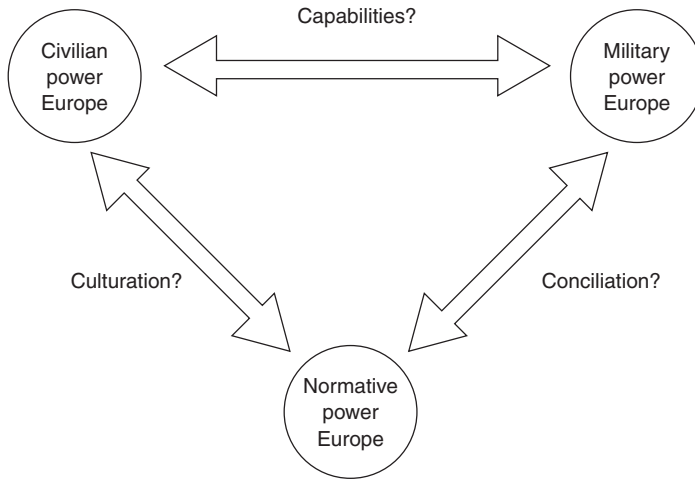 Capabilities?
Civilian
power
Europe
Military
power
Europe
Culturation?
Conciliation?
Normative
power
Europe